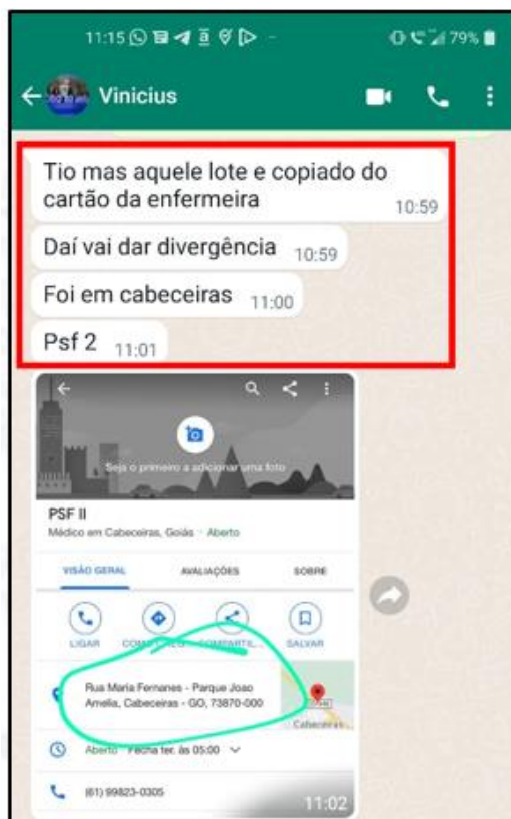 11:15
79%
Vinicius
Tio mas aquele lote e copiado do
cartão da enfermeira
10:59
Daí vai dar divergência 10:59
Foi em cabeceiras 11:00
Psf 2 11:01
Seja o primeiro a adicionar uma foto
PSF II
Médico em Cabeceiras, Goiás · Aberto
VISÃO GERAL AVALIAÇÕES SOBRE
LIGAR SALVAR
Rua Maria Fernanes - Parque Joao
Amelia, Cabeceiras - GO, 73870-000
Cabeceiras
Aberto · Fecha ter. às 05:00
(61) 99823-0305
11:02